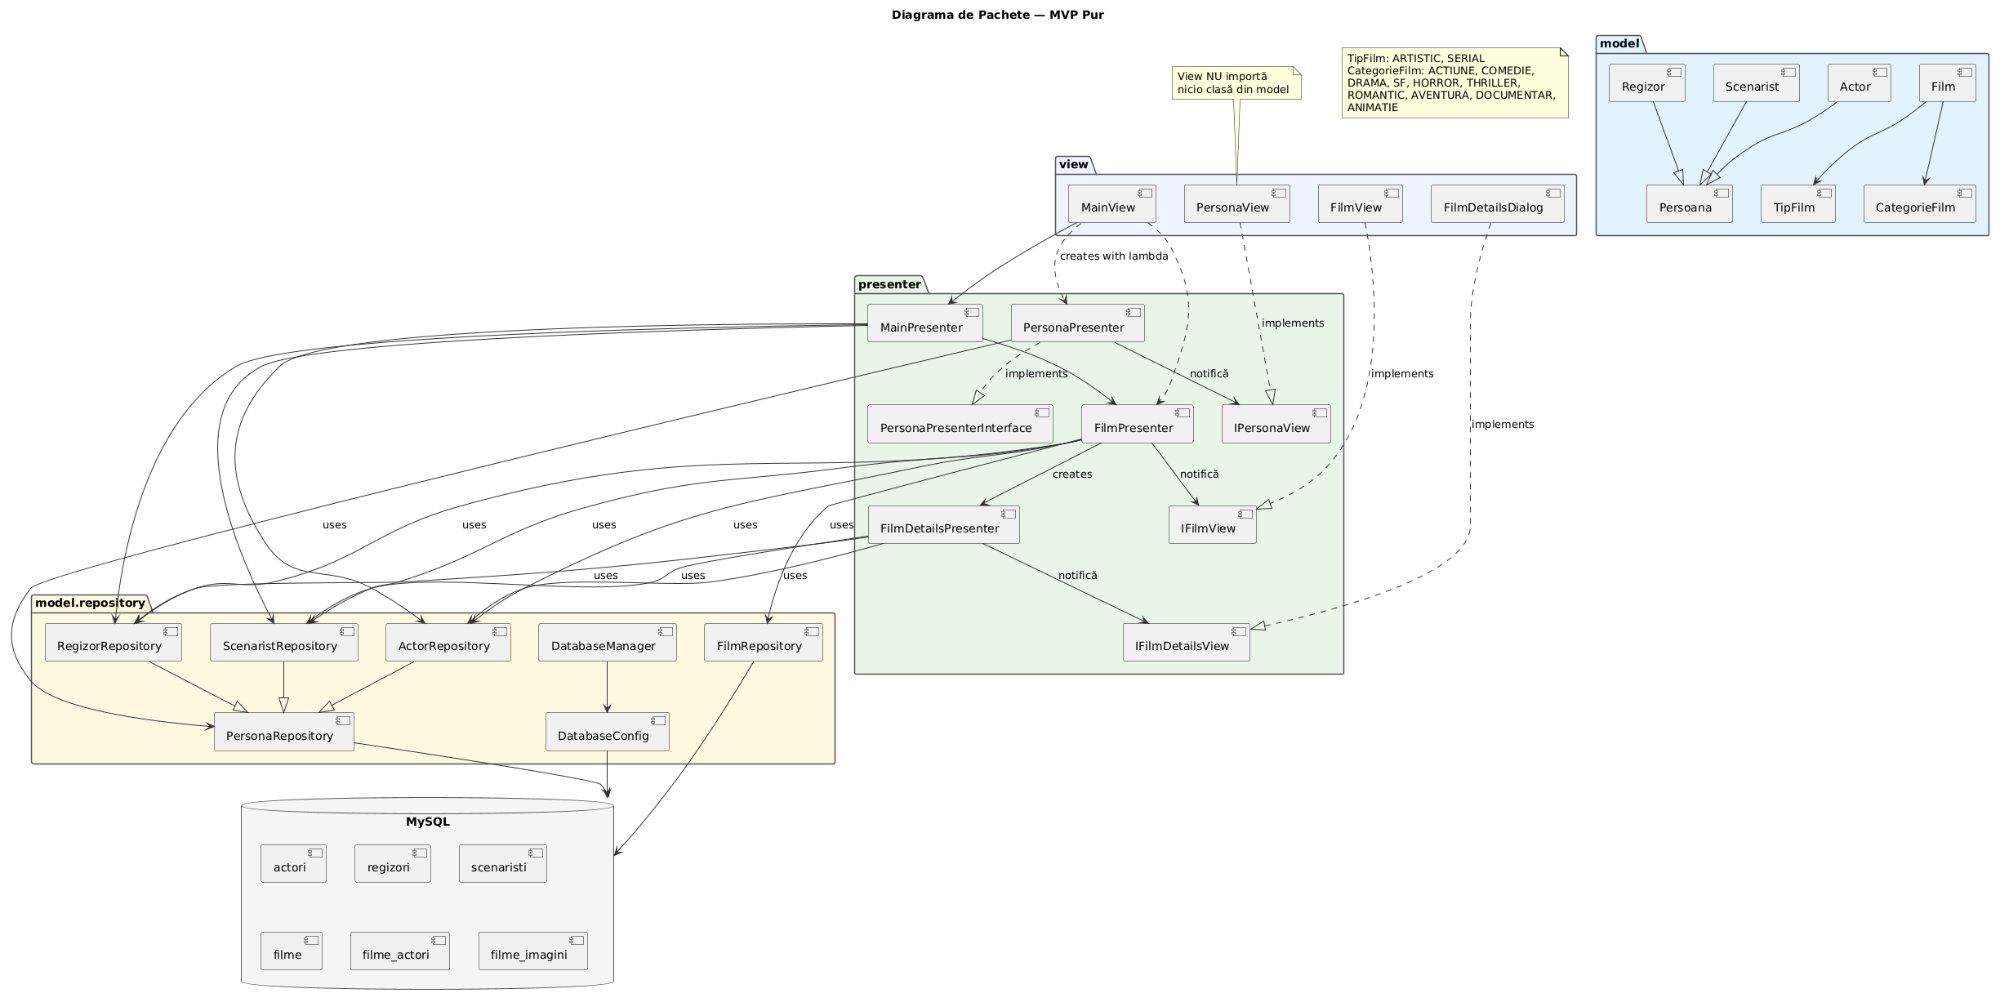 Diagrama de Pachete — MVP Pur
model
Regizor
Scenarist
Actor
Film
Persoana
TipFilm
CategorieFilm
TipFilm: ARTISTIC, SERIAL
CategorieFilm: ACTIUNE, COMEDIE,
DRAMA, SF, HORROR, THRILLER,
ROMANTIC, AVENTURA, DOCUMENTAR,
ANIMATIE
View NU importă
nicio clasă din model
view
MainView
PersonaView
FilmView
FilmDetailsDialog
creates with lambda
presenter
MainPresenter
PersonaPresenter
implements
implements
notifică
implements
PersonaPresenterInterface
FilmPresenter
IPersonaView
implements
creates
notifică
FilmDetailsPresenter
IFilmView
uses
uses
uses
uses
uses
uses
uses
uses
notifică
IFilmDetailsView
model.repository
RegizorRepository
ScenaristRepository
ActorRepository
DatabaseManager
FilmRepository
PersonaRepository
DatabaseConfig
MySQL
actori
regizori
scenaristi
filme
filme_actori
filme_imagini